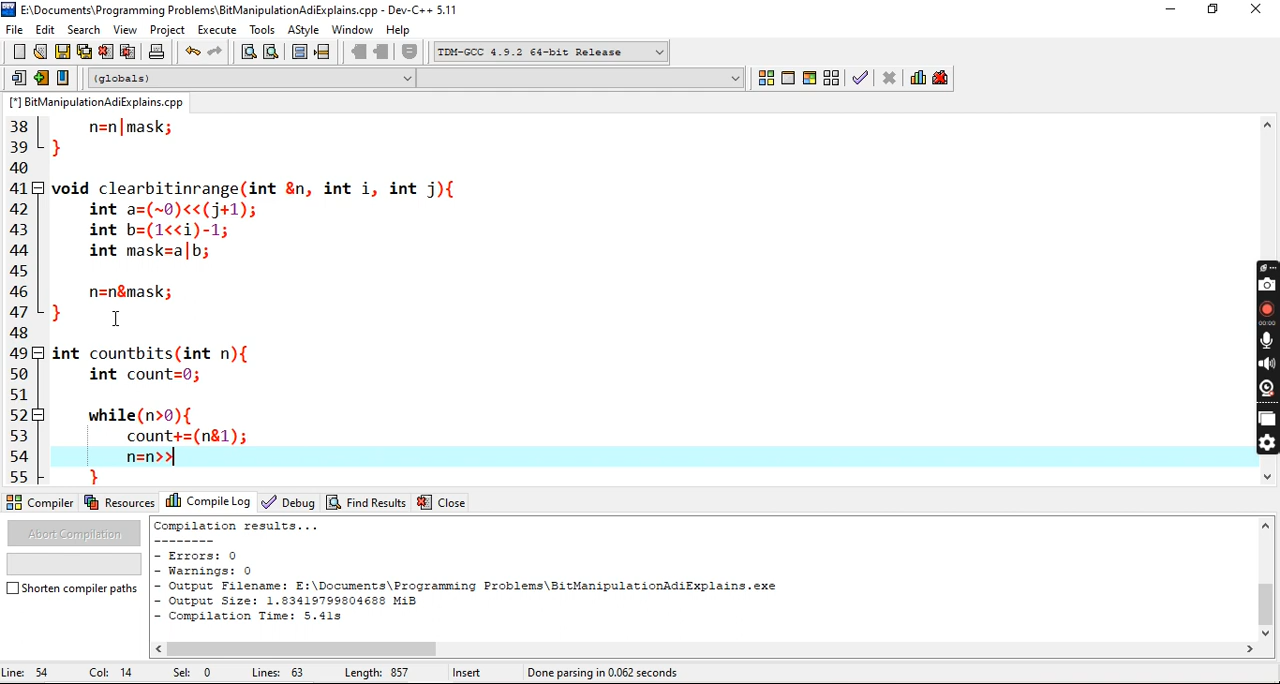 E:\Documents\Programming Problems\BitManipulationAdiExplains.cpp - Dev-C++ 5.11
File Edit Search View Project Execute Tools AStyle Window Help
TDM-GCC 4.9.2 64-bit Release
(globals)
[*] BitManipulationAdiExplains.cpp
38 n=n|mask;
39 }
40
41 void clearbitinrange(int &n, int i, int j){
42 int a=(~0)<<(j+1);
43 int b=(1<<i)-1;
44 int mask=a|b;
45
46 n=n&mask;
47 }
48
49 int countbits(int n){
50 int count=0;
51
52 while(n>0){
53 count+=(n&1);
54 n=n>>
55 }
00:00
Compiler Resources Compile Log Debug Find Results Close
Abort Compilation
Shorten compiler paths
Compilation results...
--------
- Errors: 0
- Warnings: 0
- Output Filename: E:\Documents\Programming Problems\BitManipulationAdiExplains.exe
- Output Size: 1.83419799804688 MiB
- Compilation Time: 5.41s
Line: 54 Col: 14 Sel: 0 Lines: 63 Length: 857 Insert Done parsing in 0.062 seconds